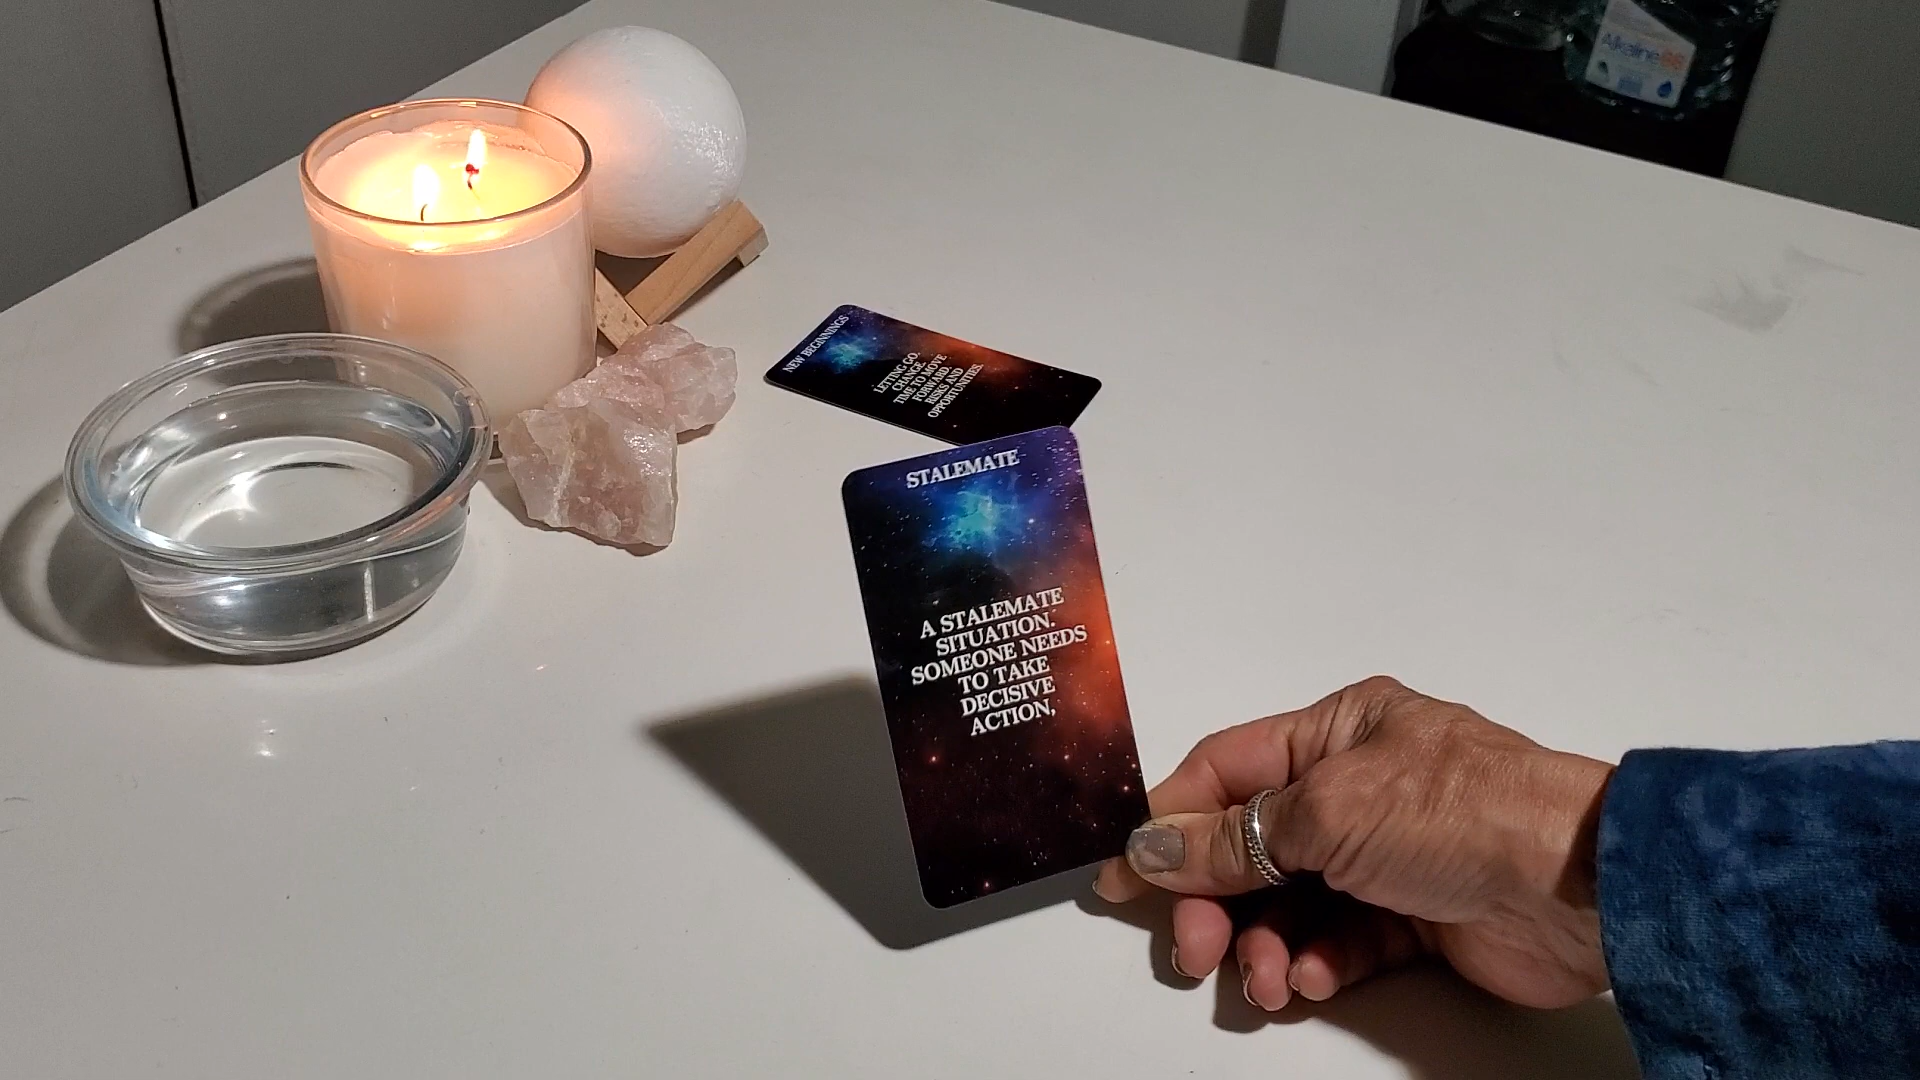 Alkaline88
NEW BEGINNINGS
LETTING GO.
CHANGE.
TIME TO MOVE
FORWARD
RISKS AND
OPPORTUNITIES.
STALEMATE
A STALEMATE
SITUATION.
SOMEONE NEEDS
TO TAKE
DECISIVE
ACTION,